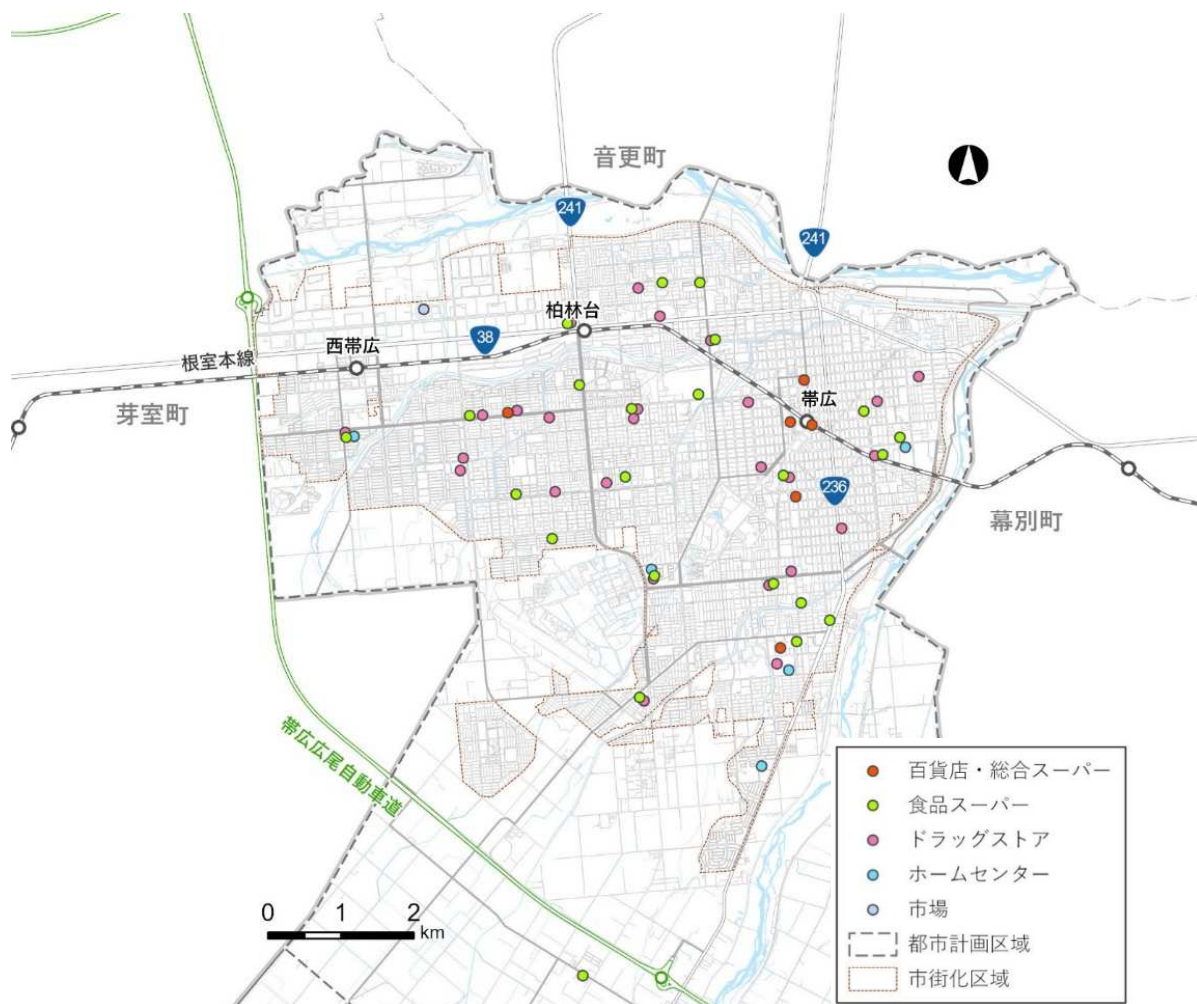 音更町
241
241
柏林台
38
西帯広
根室本線
帯広
芽室町
236
幕別町
帯広広尾自動車道
百貨店・総合スーパー
食品スーパー
ドラッグストア
ホームセンター
市場
都市計画区域
市街化区域
0 1 2
km